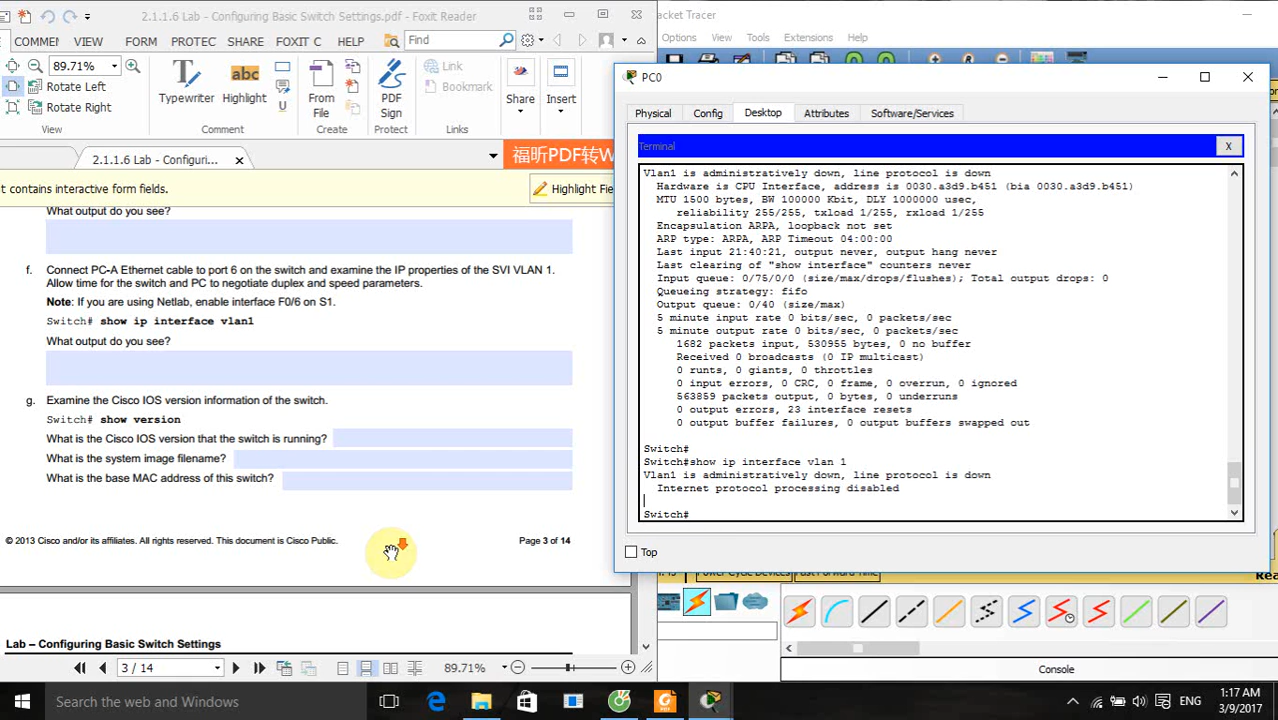 2.1.1.6 Lab - Configuring Basic Switch Settings.pdf - Foxit Reader
COMMEI VIEW FORM PROTEC SHARE FOXIT C HELP Find
89.71%
Rotate Left
Rotate Right
View
Typewriter
Highlight
Comment
From File
Create
PDF Sign
Protect
Link
Bookmark
Links
Share
Insert
2.1.1.6 Lab - Configuri... ×
福昕PDF转W
t contains interactive form fields.
Highlight Fie
What output do you see?
f. Connect PC-A Ethernet cable to port 6 on the switch and examine the IP properties of the SVI VLAN 1.
Allow time for the switch and PC to negotiate duplex and speed parameters.
Note: If you are using Netlab, enable interface F0/6 on S1.
Switch# show ip interface vlan1
What output do you see?
g. Examine the Cisco IOS version information of the switch.
Switch# show version
What is the Cisco IOS version that the switch is running?
What is the system image filename?
What is the base MAC address of this switch?
© 2013 Cisco and/or its affiliates. All rights reserved. This document is Cisco Public. Page 3 of 14
Lab – Configuring Basic Switch Settings
3 / 14
89.71%
acket Tracer
Options View Tools Extensions Help
PC0
Physical Config Desktop Attributes Software/Services
Terminal X
Vlan1 is administratively down, line protocol is down
Hardware is CPU Interface, address is 0030.a3d9.b451 (bia 0030.a3d9.b451)
MTU 1500 bytes, BW 100000 Kbit, DLY 1000000 usec,
reliability 255/255, txload 1/255, rxload 1/255
Encapsulation ARPA, loopback not set
ARP type: ARPA, ARP Timeout 04:00:00
Last input 21:40:21, output never, output hang never
Last clearing of "show interface" counters never
Input queue: 0/75/0/0 (size/max/drops/flushes); Total output drops: 0
Queueing strategy: fifo
Output queue: 0/40 (size/max)
5 minute input rate 0 bits/sec, 0 packets/sec
5 minute output rate 0 bits/sec, 0 packets/sec
1682 packets input, 530955 bytes, 0 no buffer
Received 0 broadcasts (0 IP multicast)
0 runts, 0 giants, 0 throttles
0 input errors, 0 CRC, 0 frame, 0 overrun, 0 ignored
563859 packets output, 0 bytes, 0 underruns
0 output errors, 23 interface resets
0 output buffer failures, 0 output buffers swapped out
Switch#
Switch#show ip interface vlan 1
Vlan1 is administratively down, line protocol is down
Internet protocol processing disabled
Switch#
Top
Power Cycle Devices Fast Forward Time
Rea
Console
Search the web and Windows
ENG
1:17 AM
3/9/2017